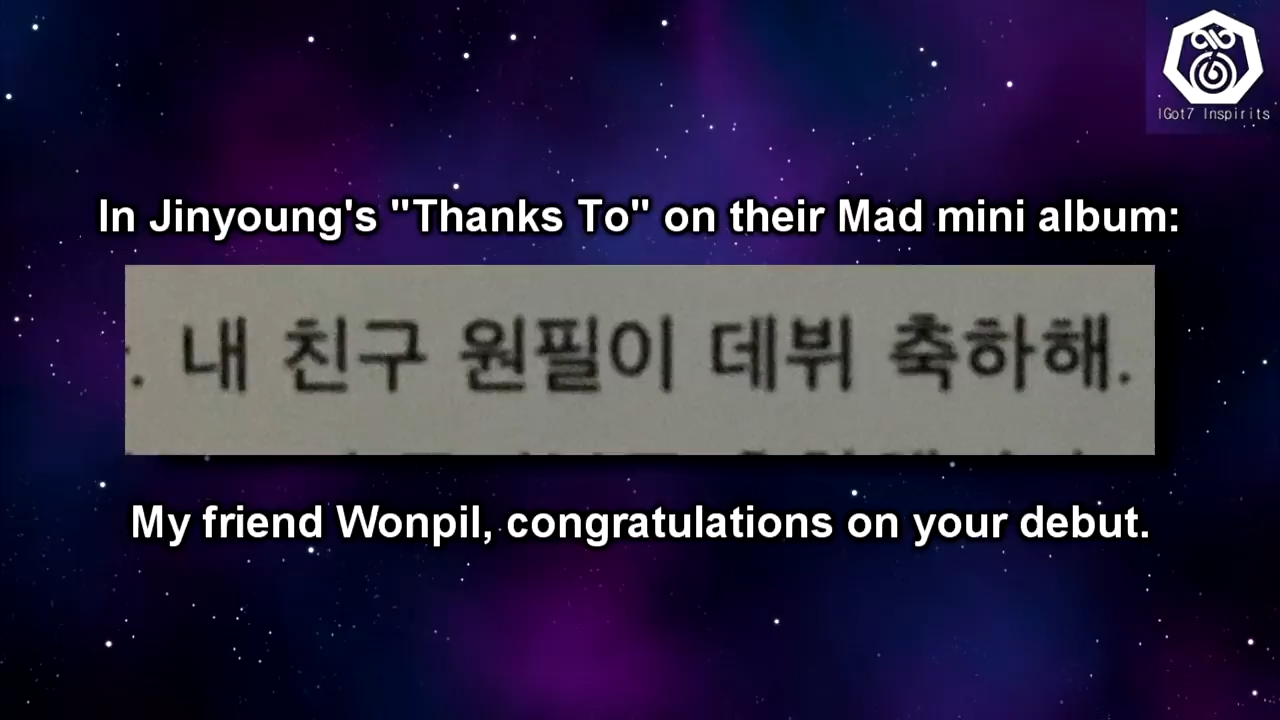 IGot7 Inspirits
In Jinyoung's "Thanks To" on their Mad mini album:
. 내 친구 원필이 데뷔 축하해.
My friend Wonpil, congratulations on your debut.